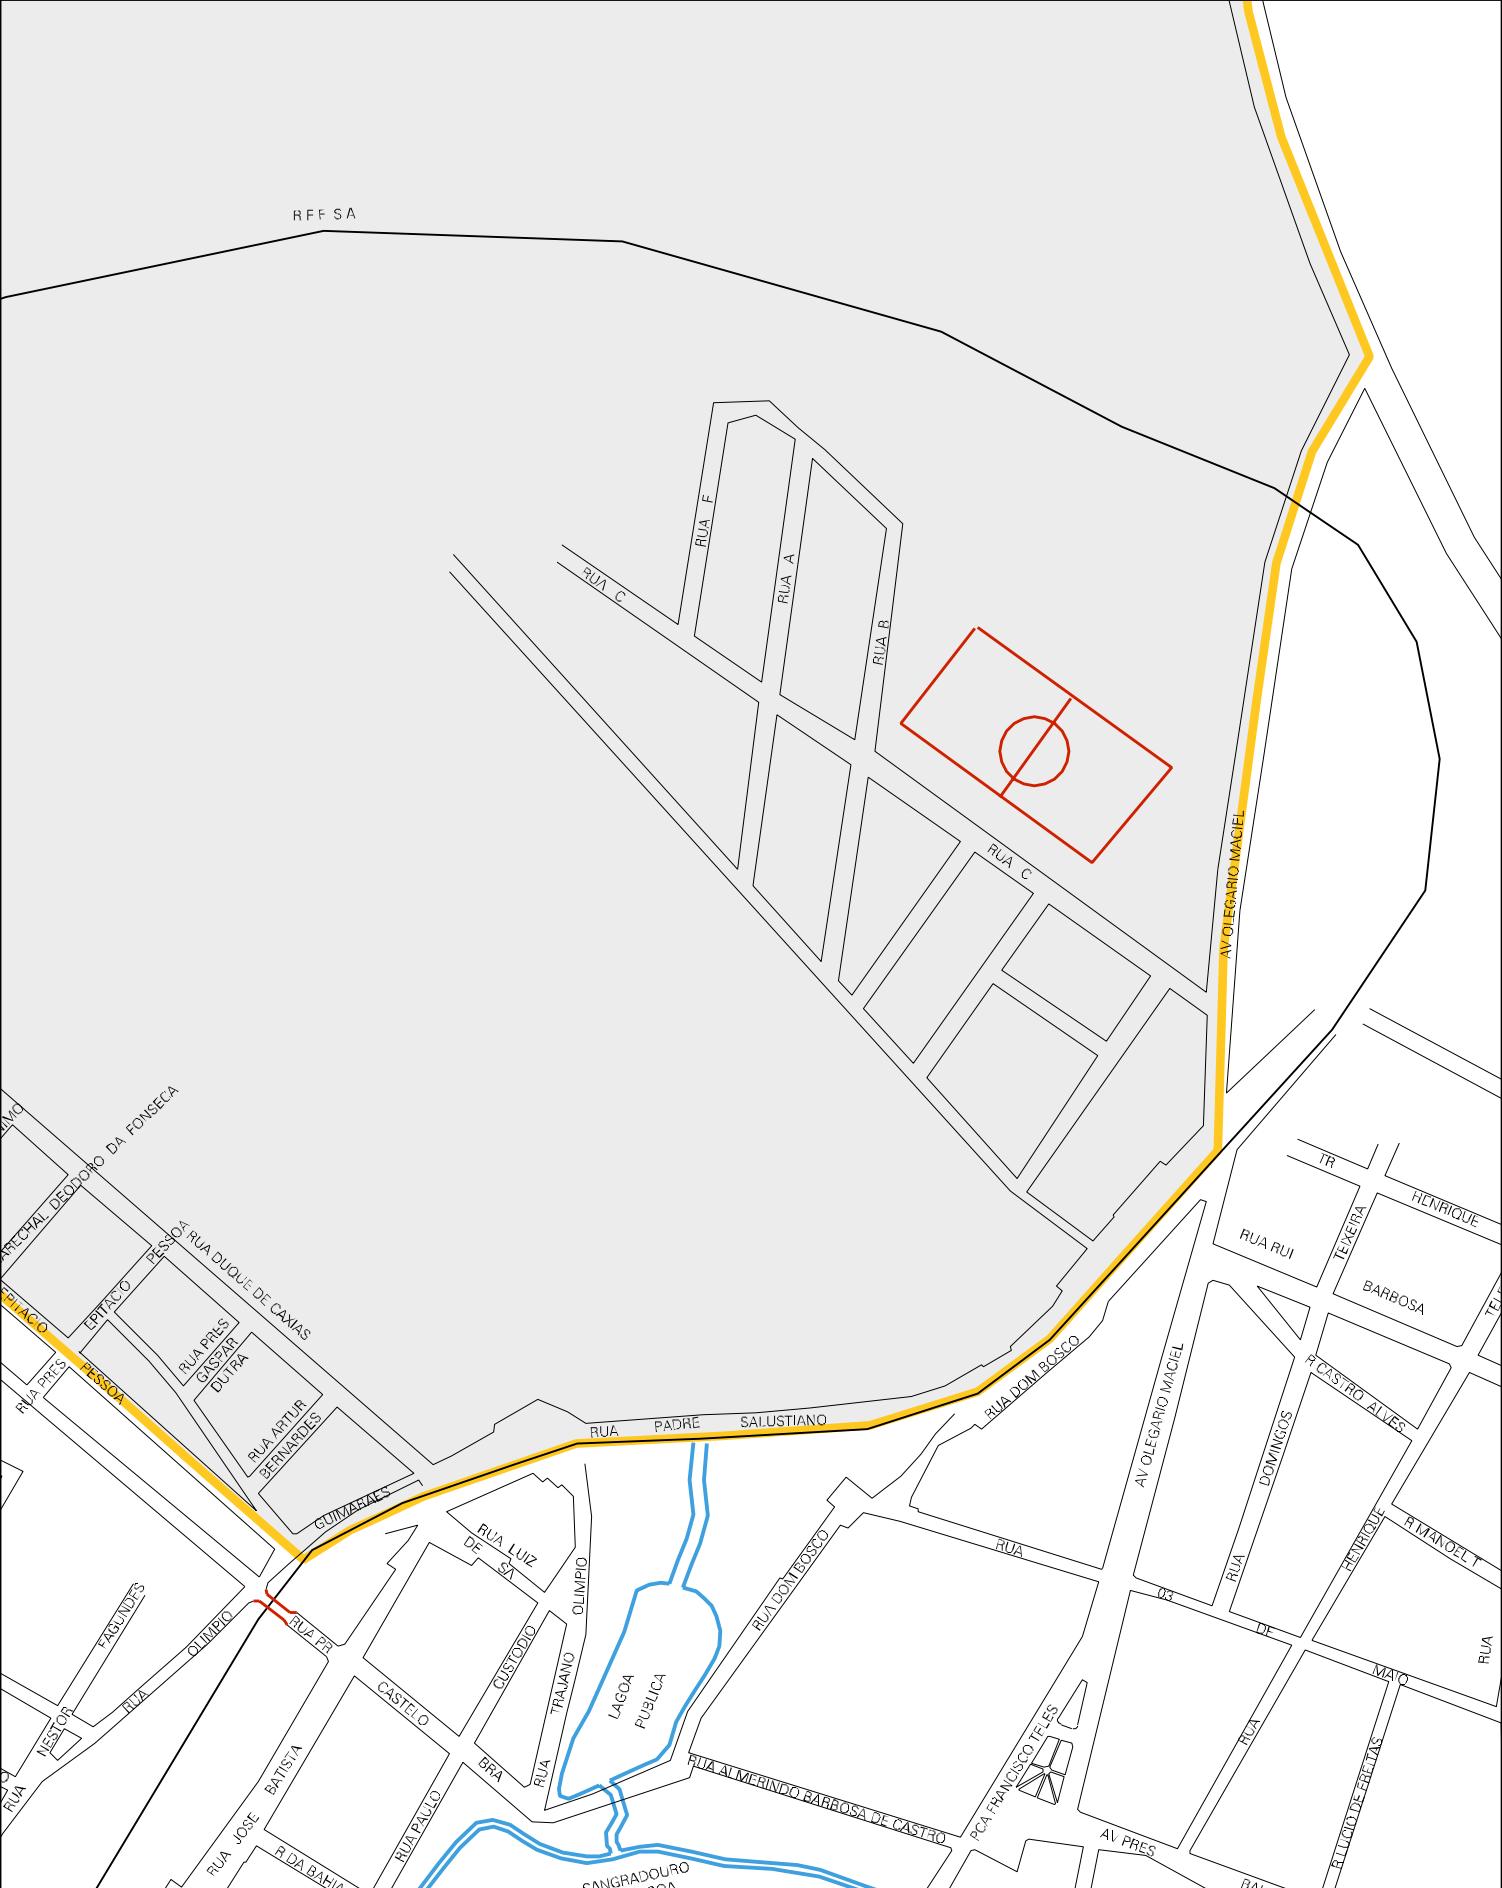 RFF SA
RUA F
RUA A
RUA C
RUA B
RUA C
AV OLEGARIO MACIEL
DEODORO DA FONSECA
EPITACIO
PESSOA
RUA DUQUE DE CAXIAS
EPITACIO
PESSOA
RUA PRES
GASPAR
DUTRA
RUA ARTUR
BERNARDES
GUIMARAES
RUA PRES
RUA PADRE SALUSTIANO
RUA DOM BOSCO
TR
HENRIQUE
TEIXEIRA
RUA RUI
BARBOSA
AV OLEGARIO MACIEL
R CASTRO ALVES
DOMINGOS
RUA
HENRIQUE
R MANOEL T
RUA
03
DE
MAIO
RUA
RUA LUIZ
DE SA
OLIMPIO
TRAJANO
RUA
CUSTODIO
RUA DOM BOSCO
LAGOA
PUBLICA
FAGUNDES
NESTOR
OLIMPIO
RUA
RUA
RUA PR
CASTELO
BRA
BATISTA
RUA JOSE
RUA PAULO
R DA BAHIA
SANGRADOURO
RUA ALMERINDO BARBOSA DE CASTRO
PCA FRANCISCO TELES
AV PRES
RUA
R LUCIO DE FREITAS